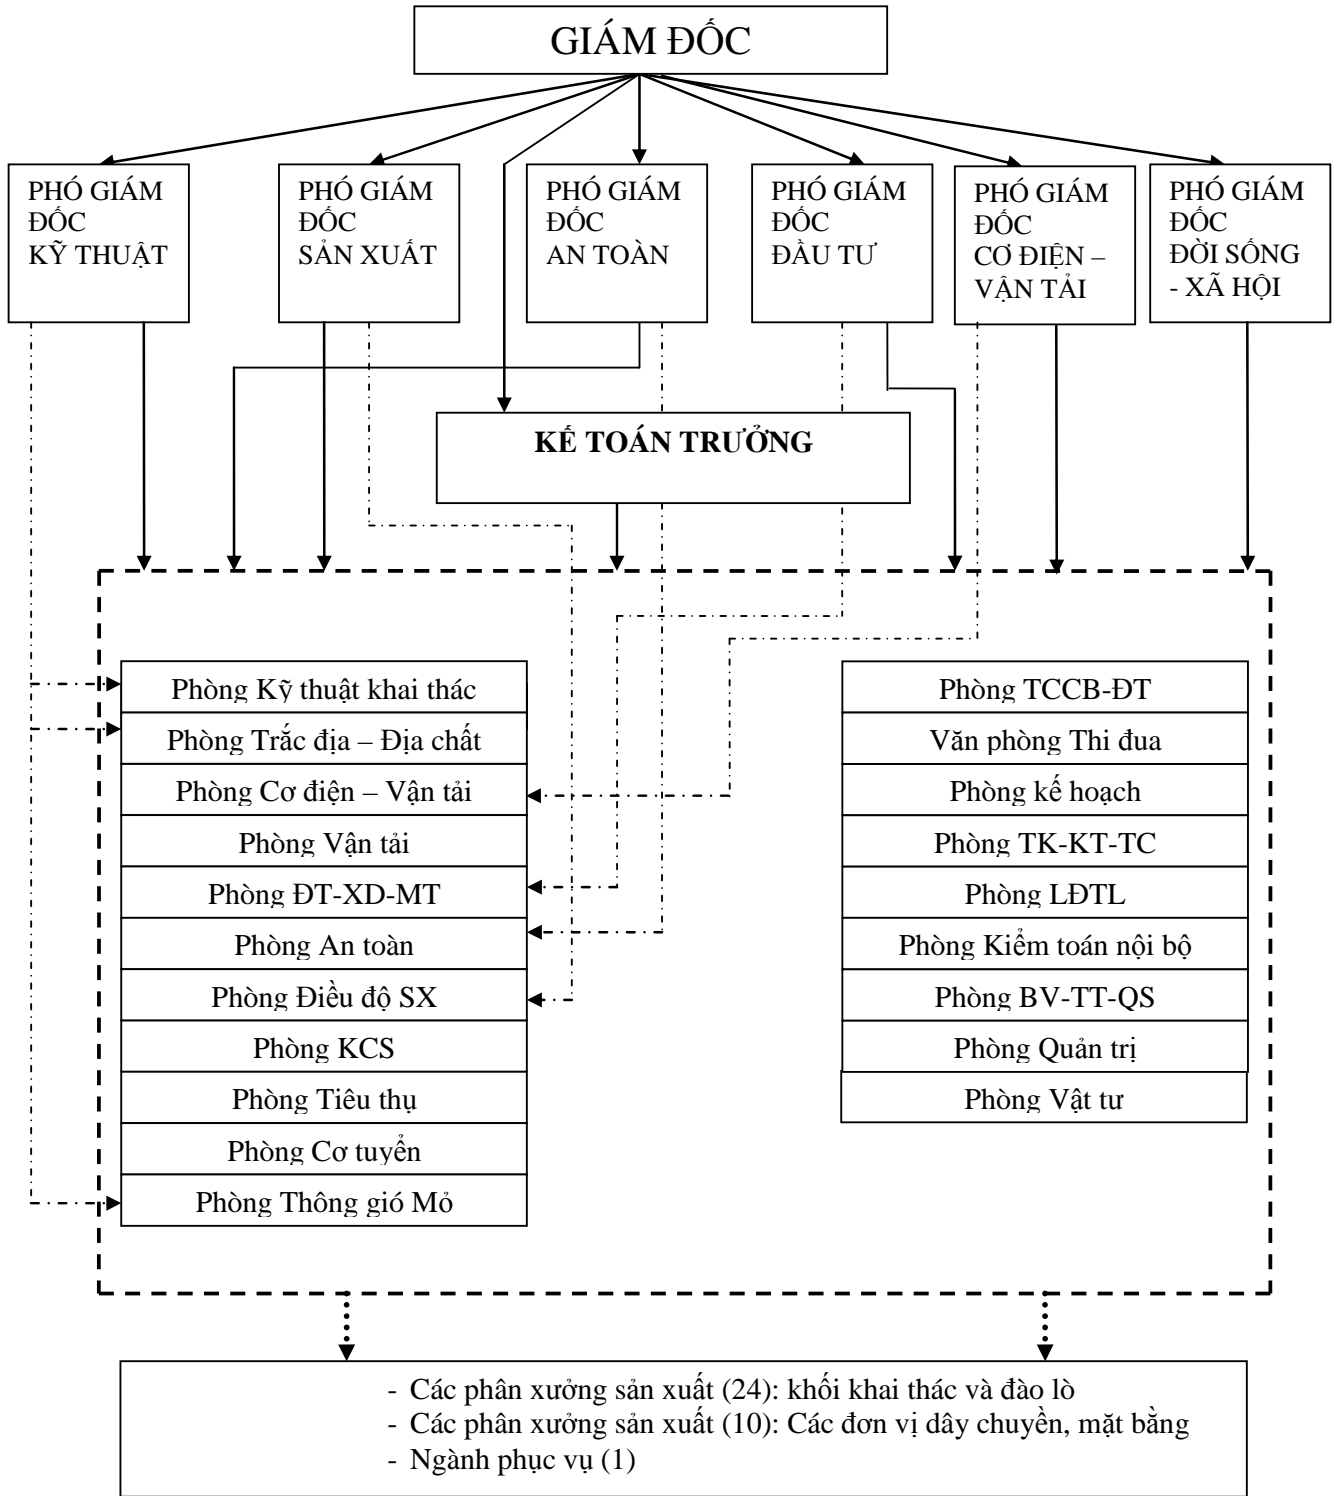 GIÁM ĐỐC
PHÓ GIÁM
ĐỐC
KỸ THUẬT
PHÓ GIÁM
ĐỐC
SẢN XUẤT
PHÓ GIÁM
ĐỐC
AN TOÀN
PHÓ GIÁM
ĐỐC
ĐẦU TƯ
PHÓ GIÁM
ĐỐC
CƠ ĐIỆN –
VẬN TẢI
PHÓ GIÁM
ĐỐC
ĐỜI SỐNG
- XÃ HỘI
KẾ TOÁN TRƯỞNG
Phòng Kỹ thuật khai thác
Phòng Trắc địa – Địa chất
Phòng Cơ điện – Vận tải
Phòng Vận tải
Phòng ĐT-XD-MT
Phòng An toàn
Phòng Điều độ SX
Phòng KCS
Phòng Tiêu thụ
Phòng Cơ tuyển
Phòng Thông gió Mỏ
Phòng TCCB-ĐT
Văn phòng Thi đua
Phòng kế hoạch
Phòng TK-KT-TC
Phòng LĐTL
Phòng Kiểm toán nội bộ
Phòng BV-TT-QS
Phòng Quản trị
Phòng Vật tư
- Các phân xưởng sản xuất (24): khối khai thác và đào lò
- Các phân xưởng sản xuất (10): Các đơn vị dây chuyền, mặt bằng
- Ngành phục vụ (1)